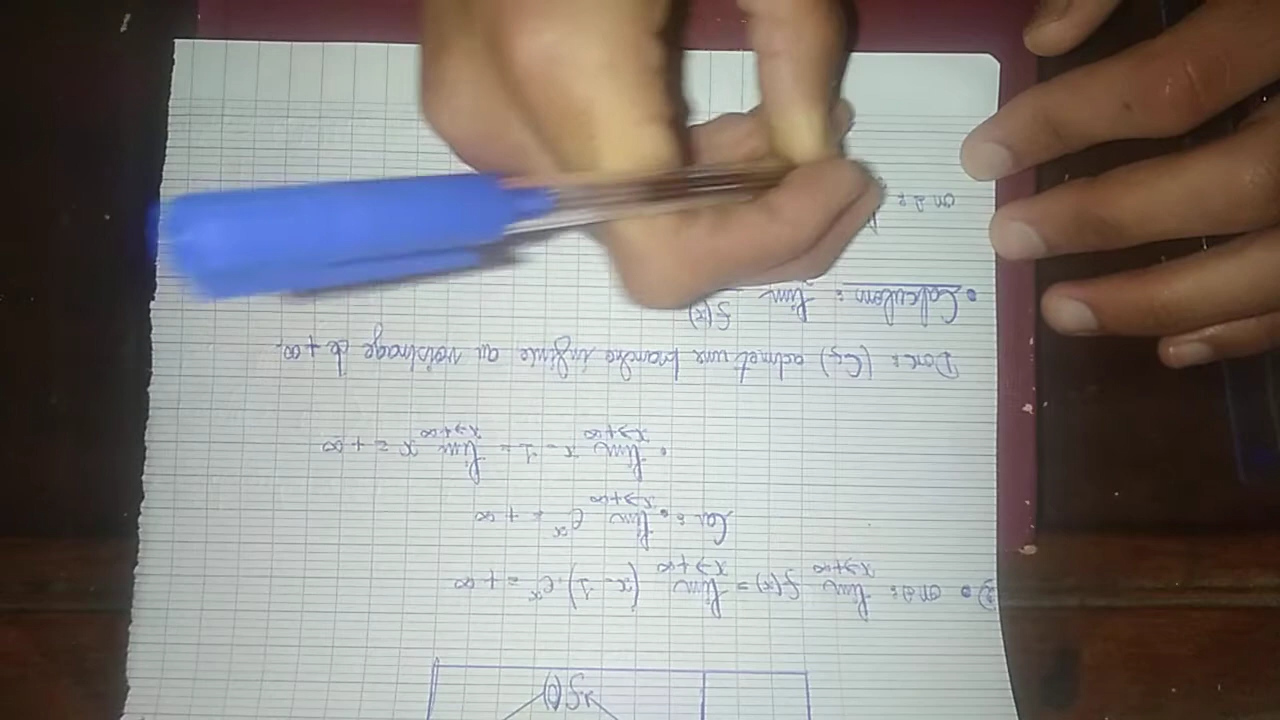 f(0)
2) • on a : lim x→+∞ f(x) = lim x→+∞ (x-1).e^x = +∞
Car : • lim x→+∞ e^x = +∞
• lim x→+∞ x - 1 = lim x→+∞ x = +∞
Donc : (Cf) admet une branche infinie au voisinage de +∞.
• Calculons : lim f(x)
on a :